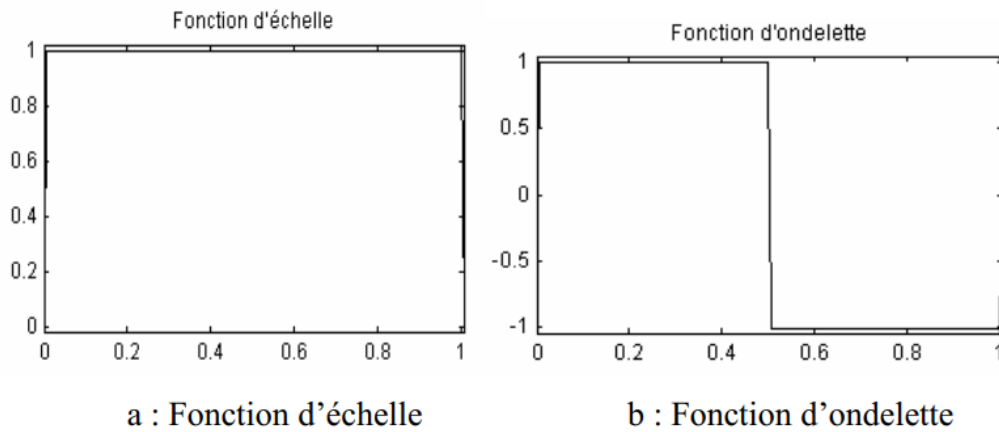 Fonction d'échelle
1
0.8
0.6
0.4
0.2
0
0 0.2 0.4 0.6 0.8 1
Fonction d'ondelette
1
0.5
0
-0.5
-1
0 0.2 0.4 0.6 0.8 1
a : Fonction d’échelle
b : Fonction d’ondelette